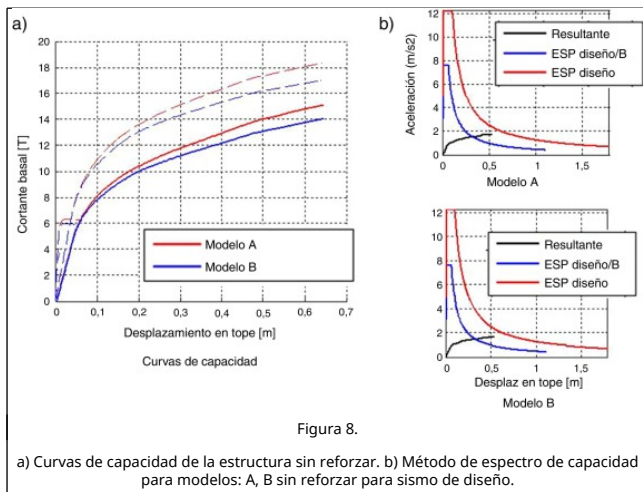 a)
20
18
16
14
12
10
8
6
4
2
0
Cortante basal [T]
Modelo A
Modelo B
0 0,1 0,2 0,3 0,4 0,5 0,6 0,7
Desplazamiento en tope [m]
Curvas de capacidad
b)
12
10
8
6
4
2
0
Aceleración (m/s2)
Resultante
ESP diseño/B
ESP diseño
0 0,5 1 1,5
Modelo A
12
10
8
6
4
2
0
Resultante
ESP diseño/B
ESP diseño
0 0,5 1 1,5
Desplaz en tope [m]
Modelo B
Figura 8.
a) Curvas de capacidad de la estructura sin reforzar. b) Método de espectro de capacidad
para modelos: A, B sin reforzar para sismo de diseño.